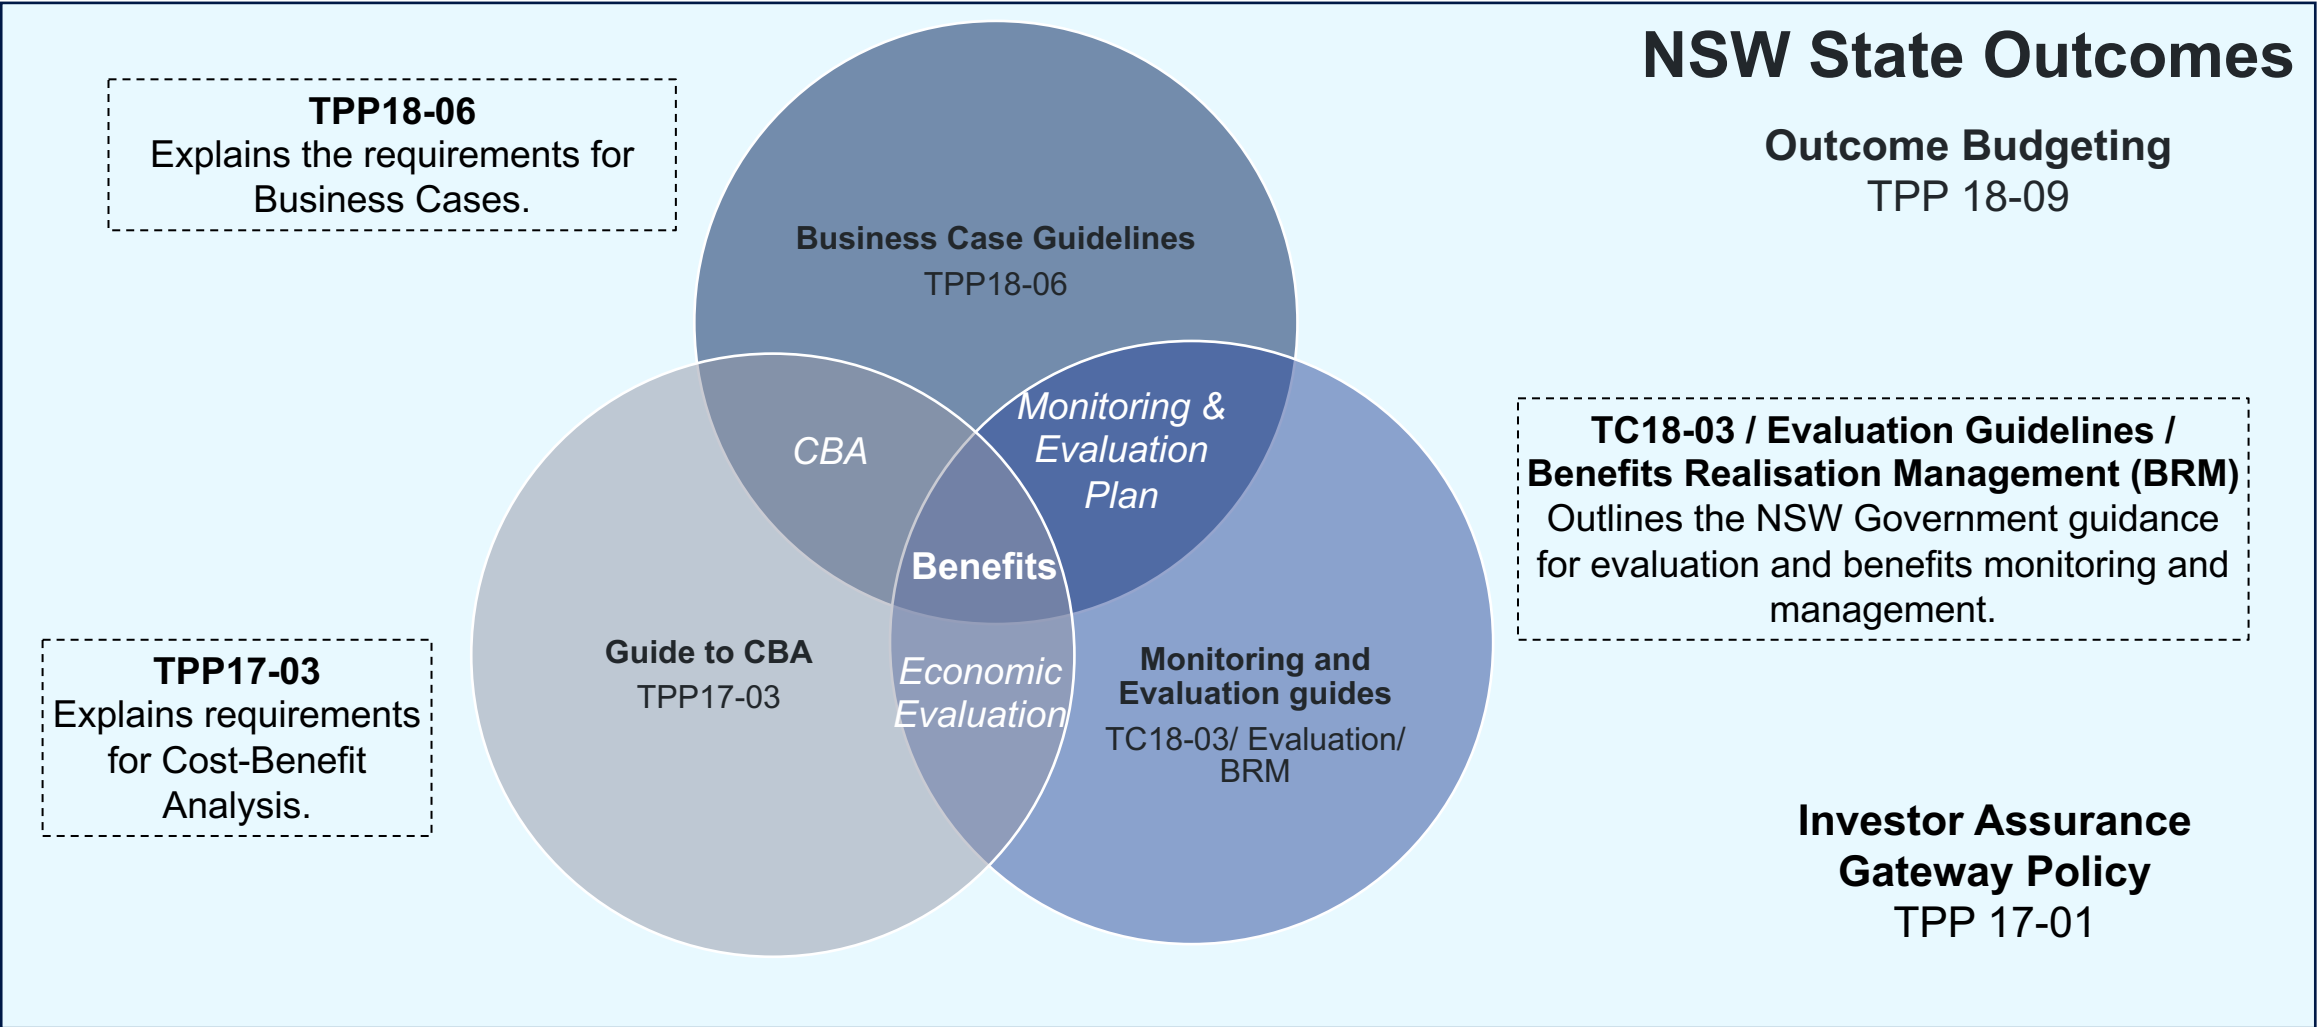 NSW State Outcomes
Outcome Budgeting
TPP 18-09
TPP18-06
Explains the requirements for
Business Cases.
Business Case Guidelines
TPP18-06
Monitoring &
Evaluation
Plan
CBA
Benefits
TC18-03 / Evaluation Guidelines /
Benefits Realisation Management (BRM)
Outlines the NSW Government guidance
for evaluation and benefits monitoring and
management.
TPP17-03
Explains requirements
for Cost-Benefit
Analysis.
Guide to CBA
TPP17-03
Economic
Evaluation
Monitoring and
Evaluation guides
TC18-03/ Evaluation/
BRM
Investor Assurance
Gateway Policy
TPP 17-01